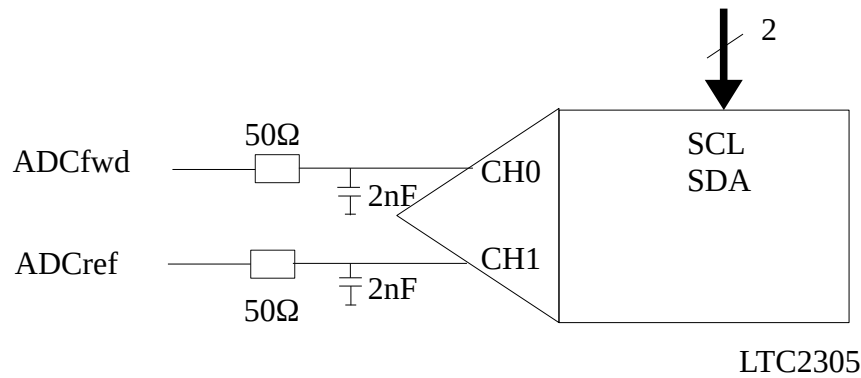 2
50Ω
ADCfwd
SCL
CH0
SDA
2nF
ADCref
CH1
2nF
50Ω
LTC2305